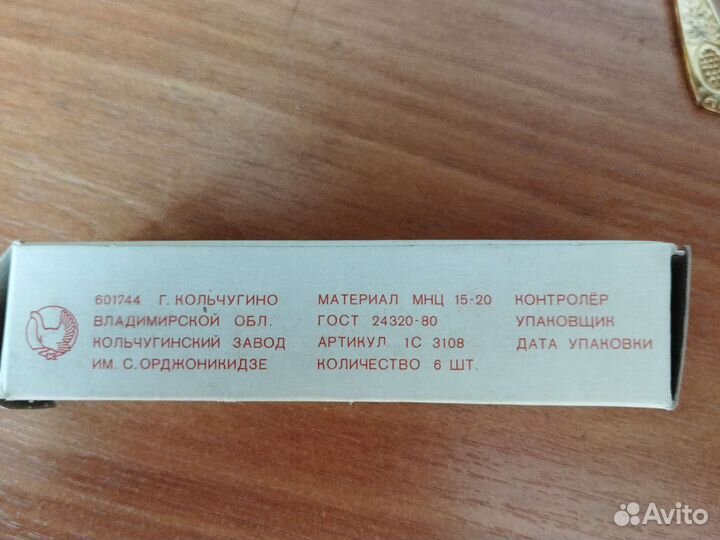 601744 Г. КОЛЬЧУГИНО
ВЛАДИМИРСКОЙ ОБЛ.
КОЛЬЧУГИНСКИЙ ЗАВОД
ИМ. С. ОРДЖОНИКИДЗЕ
МАТЕРИАЛ МНЦ 15-20
ГОСТ 24320-80
АРТИКУЛ 1С 3108
КОЛИЧЕСТВО 6 ШТ.
КОНТРОЛЁР
УПАКОВЩИК
ДАТА УПАКОВКИ
Avito